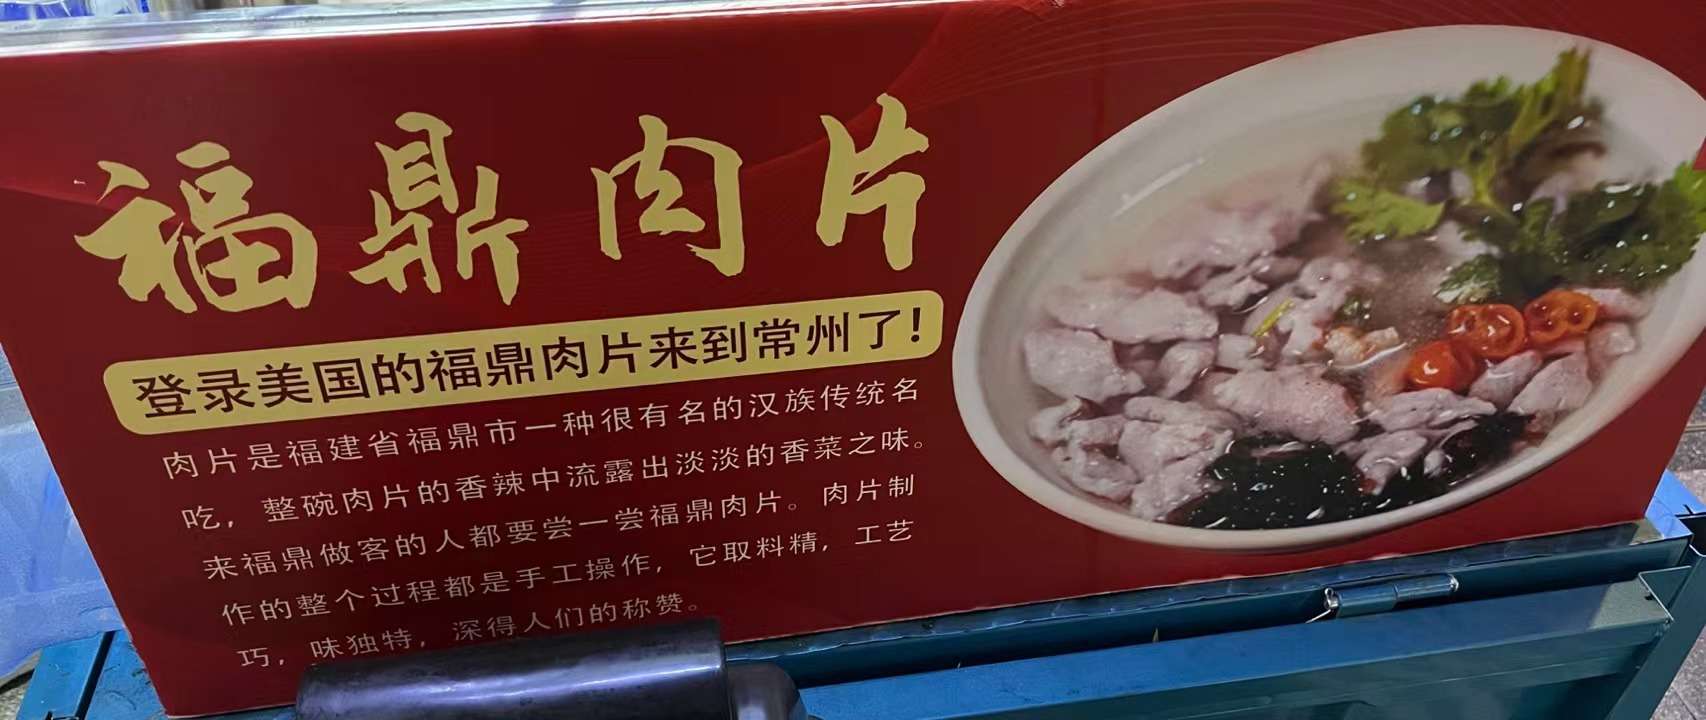 福鼎肉片
登录美国的福鼎肉片来到常州了!
肉片是福建省福鼎市一种很有名的汉族传统名
吃，整碗肉片的香辣中流露出淡淡的香菜之味。
来福鼎做客的人都要尝一尝福鼎肉片。肉片制
作的整个过程都是手工操作，它取料精，工艺
巧，味独特，深得人们的称赞。